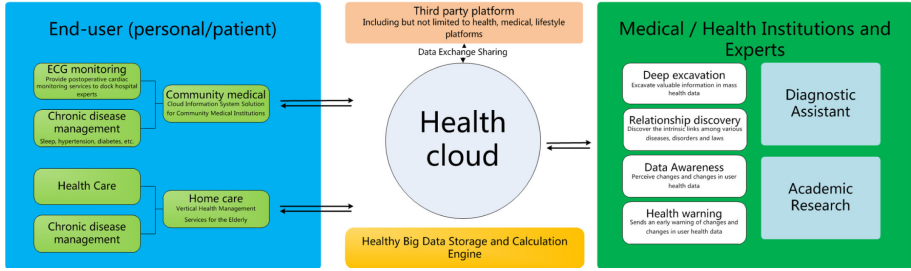 End-user (personal/patient)
ECG monitoring
Provide postoperative cardiac
monitoring services to dock hospital
experts
Chronic disease
management
Sleep, hypertension, diabetes, etc.
Community medical
Cloud Information System Solution
for Community Medical Institutions
Health Care
Chronic disease
management
Home care
Vertical Health Management
Services for the Elderly
Third party platform
Including but not limited to health, medical, lifestyle
platforms
Data Exchange Sharing
Health
cloud
Healthy Big Data Storage and Calculation
Engine
Medical / Health Institutions and
Experts
Deep excavation
Excavate valuable information in mass
health data
Relationship discovery
Discover the intrinsic links among various
diseases, disorders and laws
Data Awareness
Perceive changes and changes in user
health data
Health warning
Sends an early warning of changes and
changes in user health data
Diagnostic
Assistant
Academic
Research